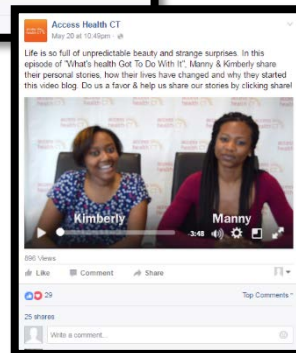 Access Health CT
May 20 at 10:49pm
Life is so full of unpredictable beauty and strange surprises. In this
episode of "What's health Got To Do With It", Manny & Kimberly share
their personal stories, how their lives have changed and why they started
this video blog. Do us a favor & help us share our stories by clicking share!
Kimberly Manny
-3:48
896 Views
Like Comment Share
29 Top Comments
25 shares
Write a comment...